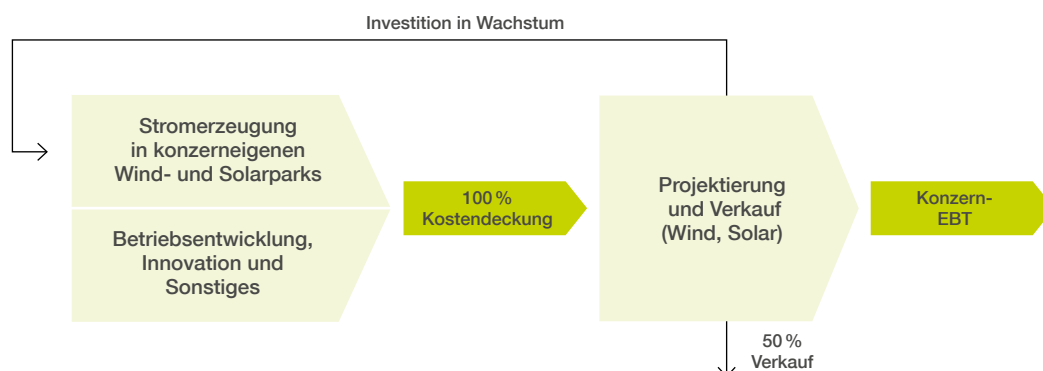 Investition in Wachstum
Stromerzeugung
in konzerneigenen
Wind- und Solarparks
Betriebsentwicklung,
Innovation und
Sonstiges
100 %
Kostendeckung
Projektierung
und Verkauf
(Wind, Solar)
Konzern-
EBT
50 %
Verkauf